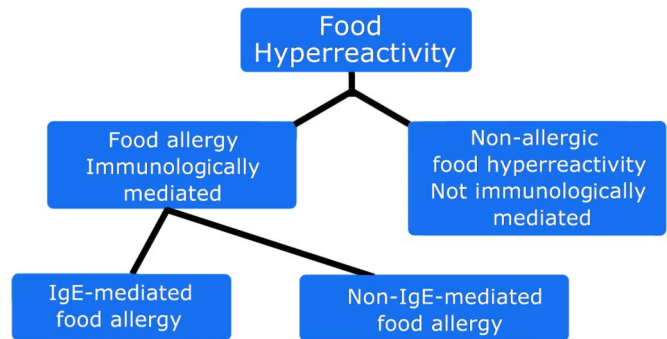 Food
Hyperreactivity
Food allergy
Immunologically
mediated
Non-allergic
food hyperreactivity
Not immunologically
mediated
IgE-mediated
food allergy
Non-IgE-mediated
food allergy